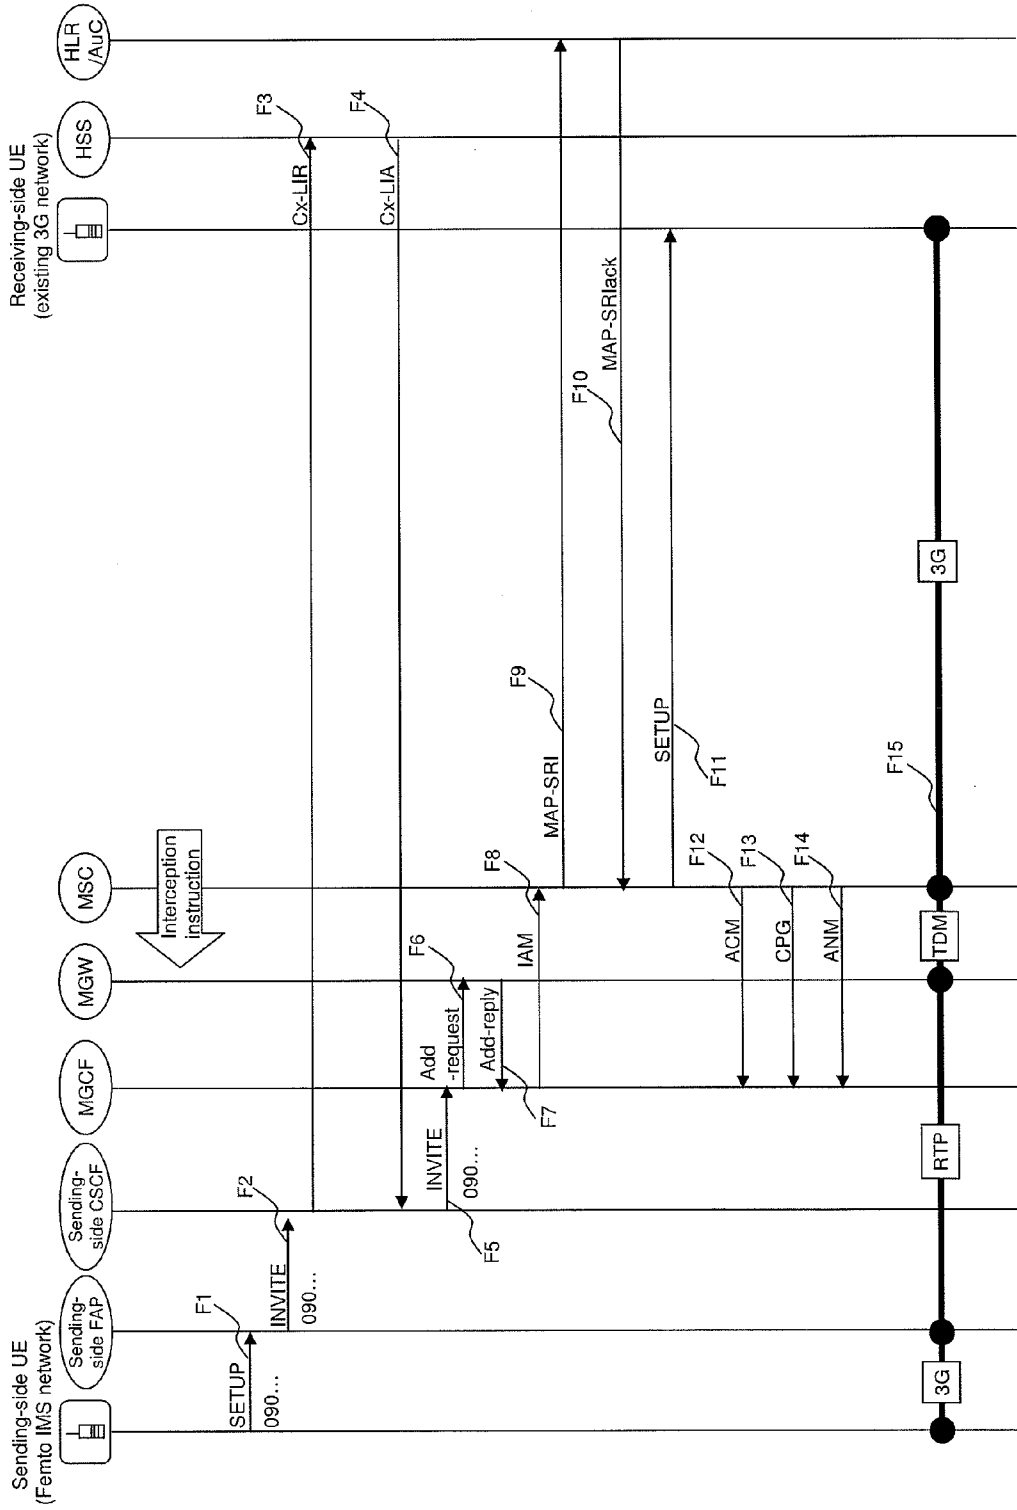 Sending-side UE
(Femto IMS network)
Sending-
side FAP
Sending-
side CSCF
MGCF
MGW
MSC
Receiving-side UE
(existing 3G network)
HSS
HLR
/AuC
Interception
instruction
SETUP
090...
F1
INVITE
090...
F2
Cx-LIR
F3
Cx-LIA
F4
INVITE
090...
F5
Add
-request
F6
Add-reply
F7
IAM
F8
MAP-SRI
F9
MAP-SRIack
F10
SETUP
F11
ACM
F12
CPG
F13
ANM
F14
3G
RTP
TDM
F15
3G